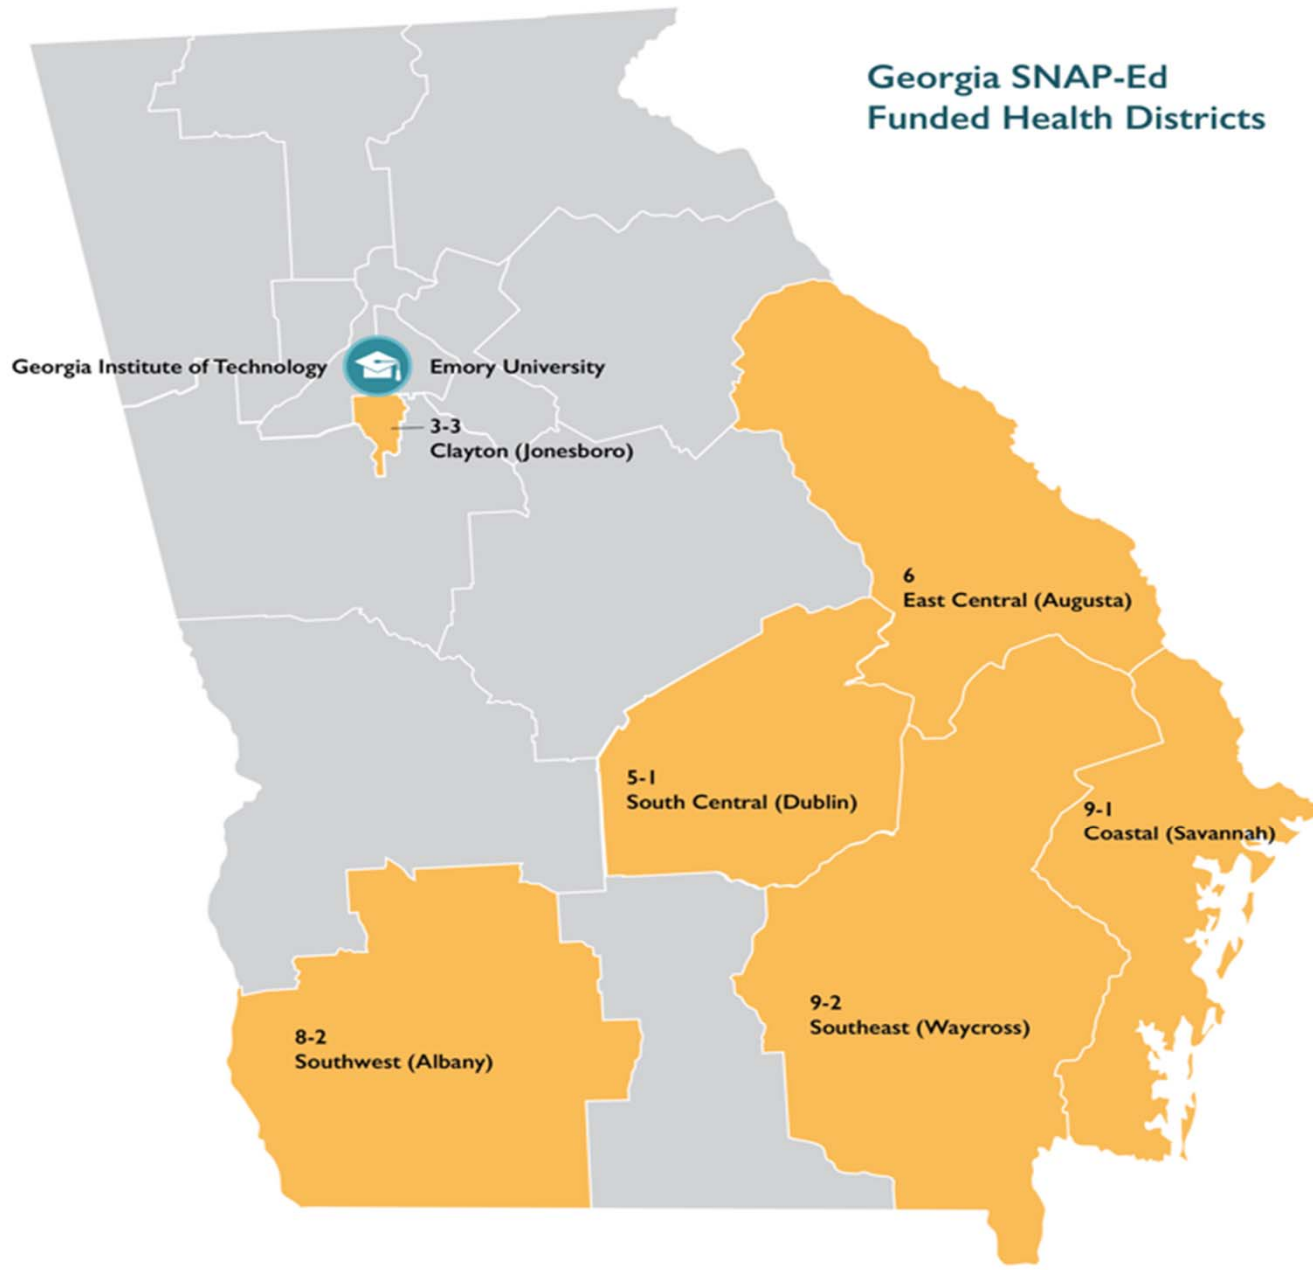 Georgia SNAP-Ed
Funded Health Districts
Georgia Institute of Technology
Emory University
3-3
Clayton (Jonesboro)
6
East Central (Augusta)
5-1
South Central (Dublin)
9-1
Coastal (Savannah)
9-2
Southeast (Waycross)
8-2
Southwest (Albany)